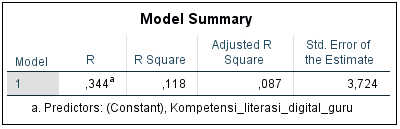 Model Summary
Model R R Square Adjusted R Square Std. Error of the Estimate
1 ,344a ,118 ,087 3,724
a. Predictors: (Constant), Kompetensi_literasi_digital_guru